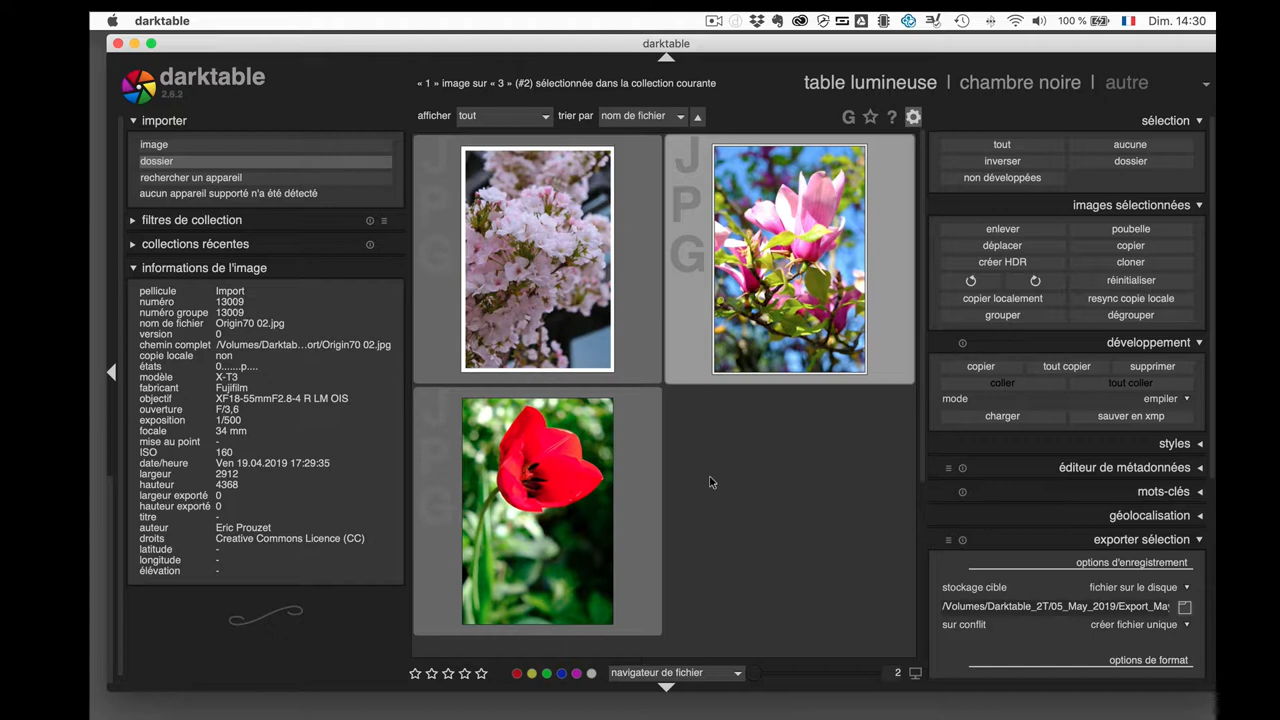 darktable
100 %
Dim. 14:30
darktable
darktable
2.6.2
« 1 » image sur « 3 » (#2) sélectionnée dans la collection courante
table lumineuse | chambre noire | autre
afficher tout trier par nom de fichier
G ☆ ?
importer
image
dossier
rechercher un appareil
aucun appareil supporté n'a été détecté
filtres de collection
collections récentes
informations de l'image
pellicule Import
numéro 13009
numéro groupe 13009
nom de fichier Origin70 02.jpg
version 0
chemin complet /Volumes/Darktab...ort/Origin70 02.jpg
copie locale non
états 0.......p....
modèle X-T3
fabricant Fujifilm
objectif XF18-55mmF2.8-4 R LM OIS
ouverture F/3,6
exposition 1/500
focale 34 mm
mise au point -
ISO 160
date/heure Ven 19.04.2019 17:29:35
largeur 2912
hauteur 4368
largeur exporté 0
hauteur exporté 0
titre -
auteur Eric Prouzet
droits Creative Commons Licence (CC)
latitude -
longitude -
élévation -
JPG
JPG
JPG
navigateur de fichier
2
sélection
tout aucune
inverser dossier
non développées
images sélectionnées
enlever poubelle
déplacer copier
créer HDR cloner
réinitialiser
copier localement resync copie locale
grouper dégrouper
développement
copier tout copier supprimer
coller tout coller
mode empiler
charger sauver en xmp
styles
éditeur de métadonnées
mots-clés
géolocalisation
exporter sélection
options d'enregistrement
stockage cible fichier sur le disque
/Volumes/Darktable_2T/05_May_2019/Export_May
sur conflit créer fichier unique
options de format